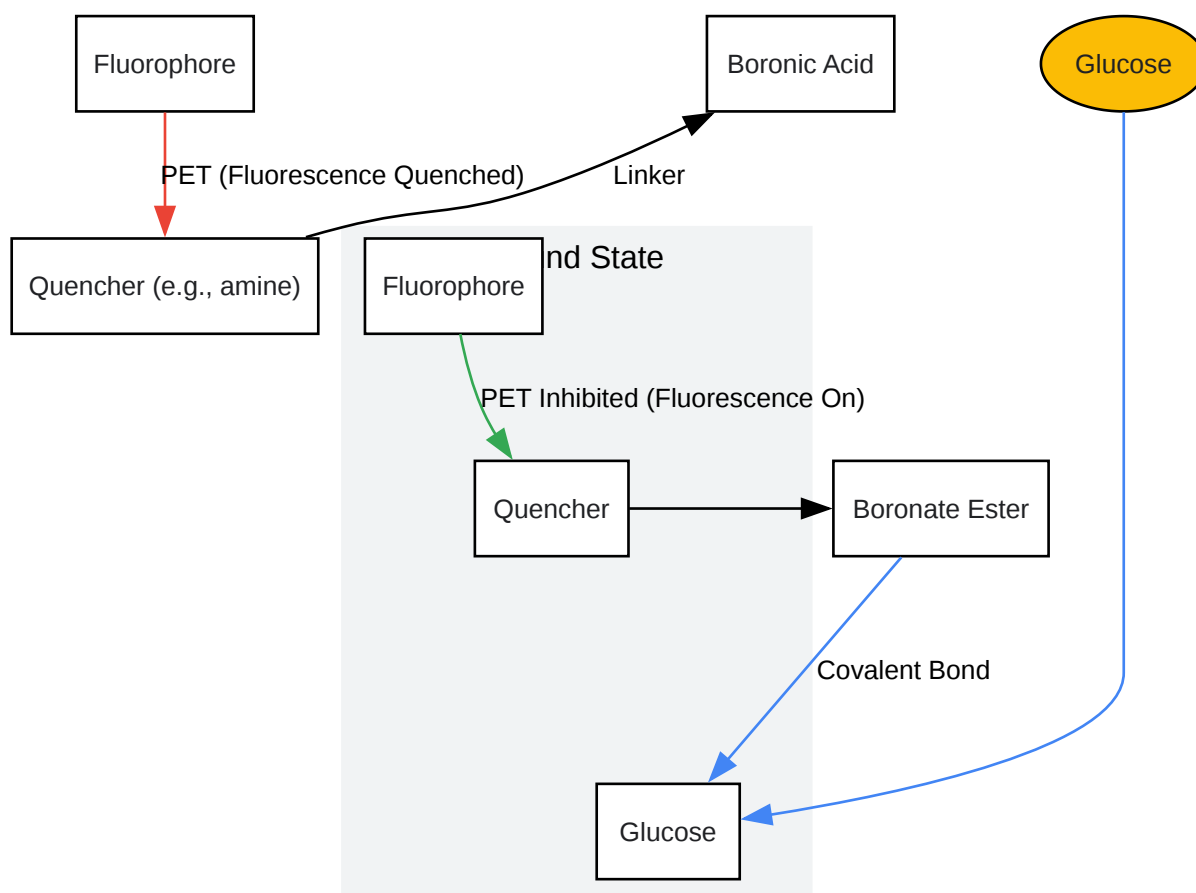 Fluorophore
Boronic Acid
Glucose
PET (Fluorescence Quenched)
Linker
Quencher (e.g., amine)
Fluorophore
nd State
PET Inhibited (Fluorescence On)
Quencher
Boronate Ester
Covalent Bond
Glucose